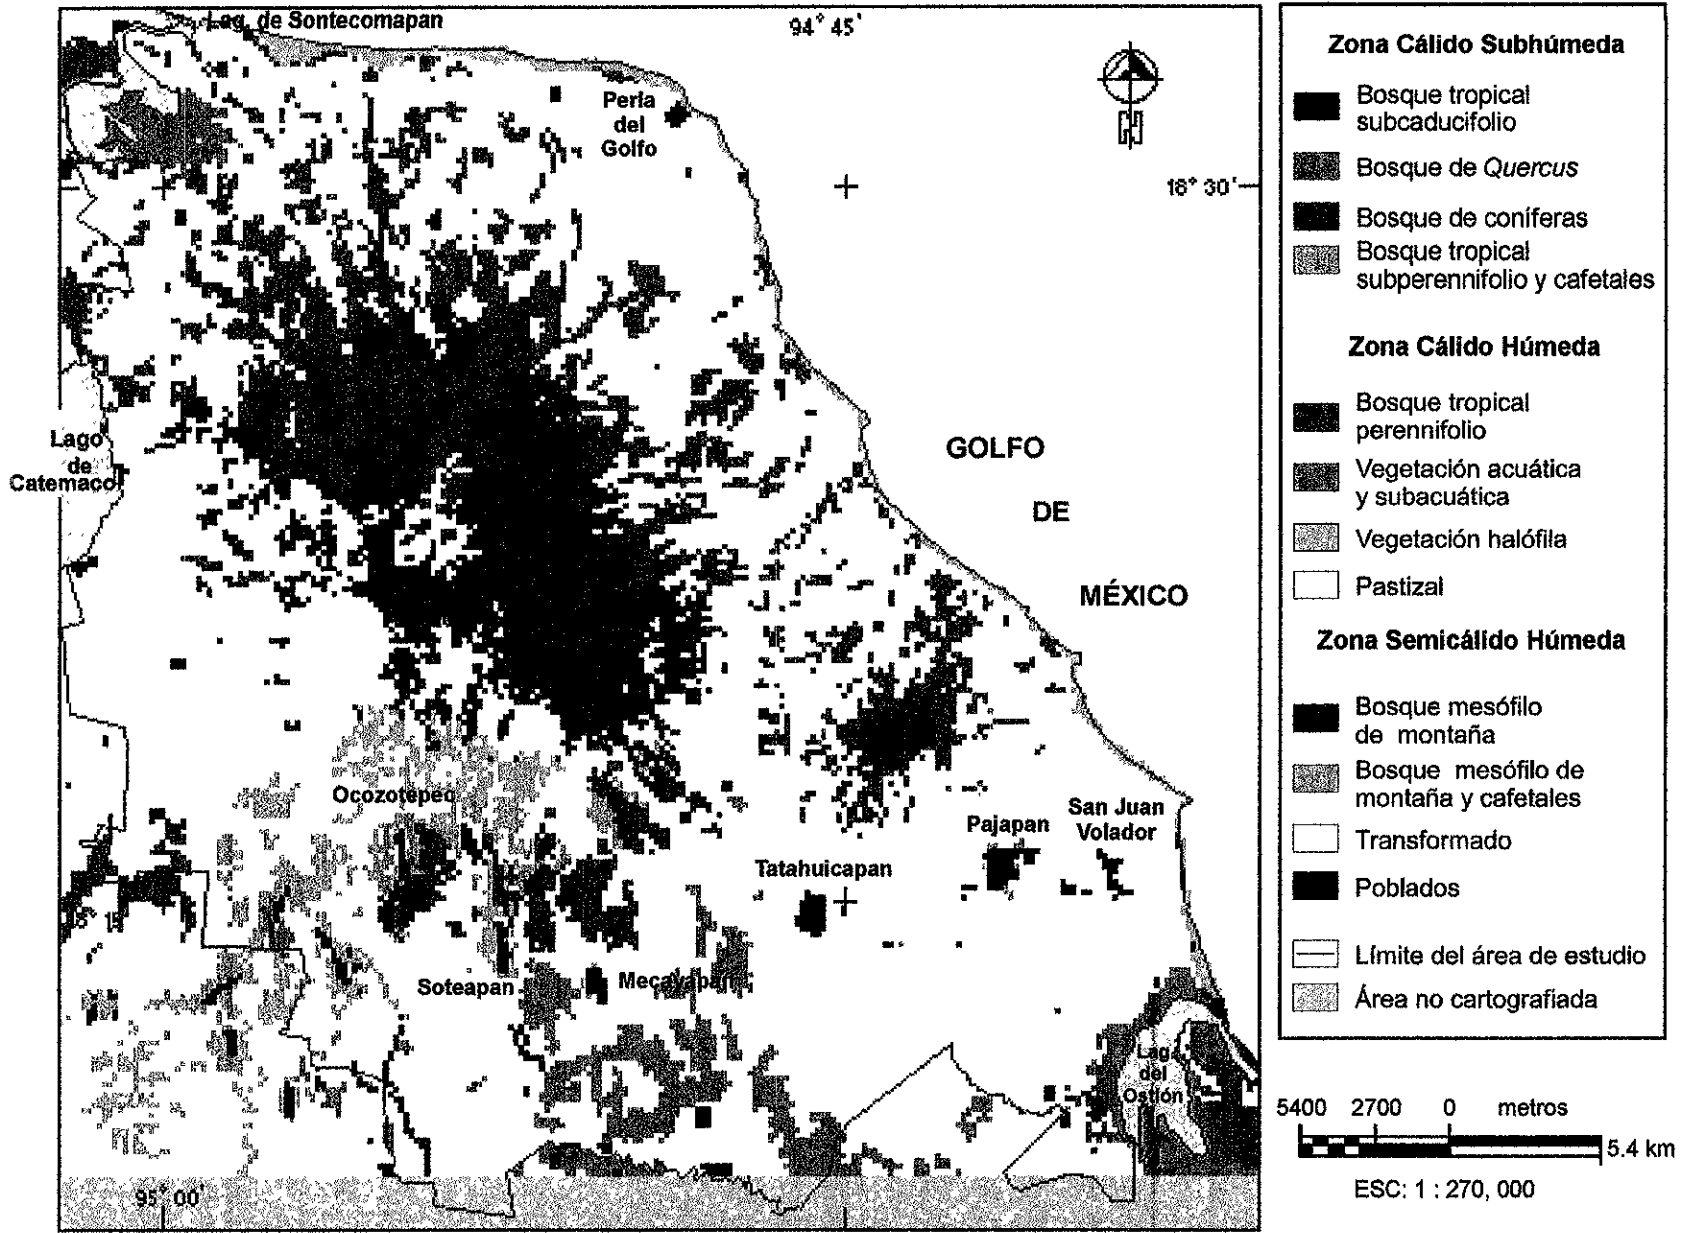 Lag. de Sontecomapan
94° 45'
Perla
del
Golfo
18° 30'
Lago
de
Catemaco
GOLFO
DE
MÉXICO
Ocozotepec
San Juan
Volador
Pajapan
Tatahuicapan
Soteapan
Mecayapan
Lag.
del
Ostión
95° 00'
Zona Cálido Subhúmeda
Bosque tropical
subcaducifolio
Bosque de Quercus
Bosque de coníferas
Bosque tropical
subperennifolio y cafetales
Zona Cálido Húmeda
Bosque tropical
perennifolio
Vegetación acuática
y subacuática
Vegetación halófila
Pastizal
Zona Semicálido Húmeda
Bosque mesófilo
de montaña
Bosque mesófilo de
montaña y cafetales
Transformado
Poblados
Límite del área de estudio
Área no cartografiada
5400 2700 0 metros
5.4 km
ESC: 1 : 270, 000